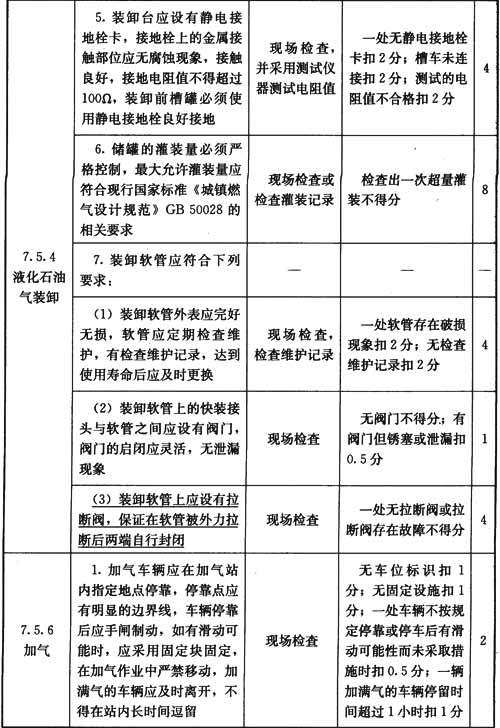 5. 装卸台应设有静电接
地栓卡，接地栓上的金属接
触部位应无腐蚀现象，接触
良好，接地电阻值不得超过
100Ω，装卸前槽罐必须使
用静电接地栓良好接地
现场检查，
并采用测试仪
器测试电阻值
一处无静电接地栓
卡扣2分；槽车未连
接扣2分；测试的电
阻值不合格扣2分
4
7.5.4
液化石油
气装卸
6. 储罐的灌装量必须严
格控制，最大允许灌装量应
符合现行国家标准《城镇燃
气设计规范》GB 50028的
相关要求
现场检查或
检查灌装记录
检查出一次超量灌
装不得分
8
7. 装卸软管应符合下列
要求：
—
—
—
（1）装卸软管外表应完好
无损，软管应定期检查维
护，有检查维护记录，达到
使用寿命后应及时更换
现场检查，
检查维护记录
一处软管存在破损
现象扣2分；无检查
维护记录扣2分
4
（2）装卸软管上的快装接
头与软管之间应设有阀门，
阀门的启闭应灵活，无泄漏
现象
现场检查
无阀门不得分；有
阀门但锈塞或泄漏扣
0.5分
1
（3）装卸软管上应设有拉
断阀，保证在软管被外力拉
断后两端自行封闭
现场检查
一处无拉断阀或拉
断阀存在故障不得分
4
7.5.6
加气
1. 加气车辆应在加气站
内指定地点停靠，停靠点应
有明显的边界线，车辆停靠
后应手闸制动，如有滑动可
能时，应采用固定块固定，
在加气作业中严禁移动，加
满气的车辆应及时离开，不
得在站内长时间逗留
现场检查
无车位标识扣1
分；无固定设施扣1
分；一处车辆不按规
定停靠或停车后有滑
动可能性而未采取措
施时扣0.5分；一辆
加满气的车辆停留时
间超过1小时扣1分
2